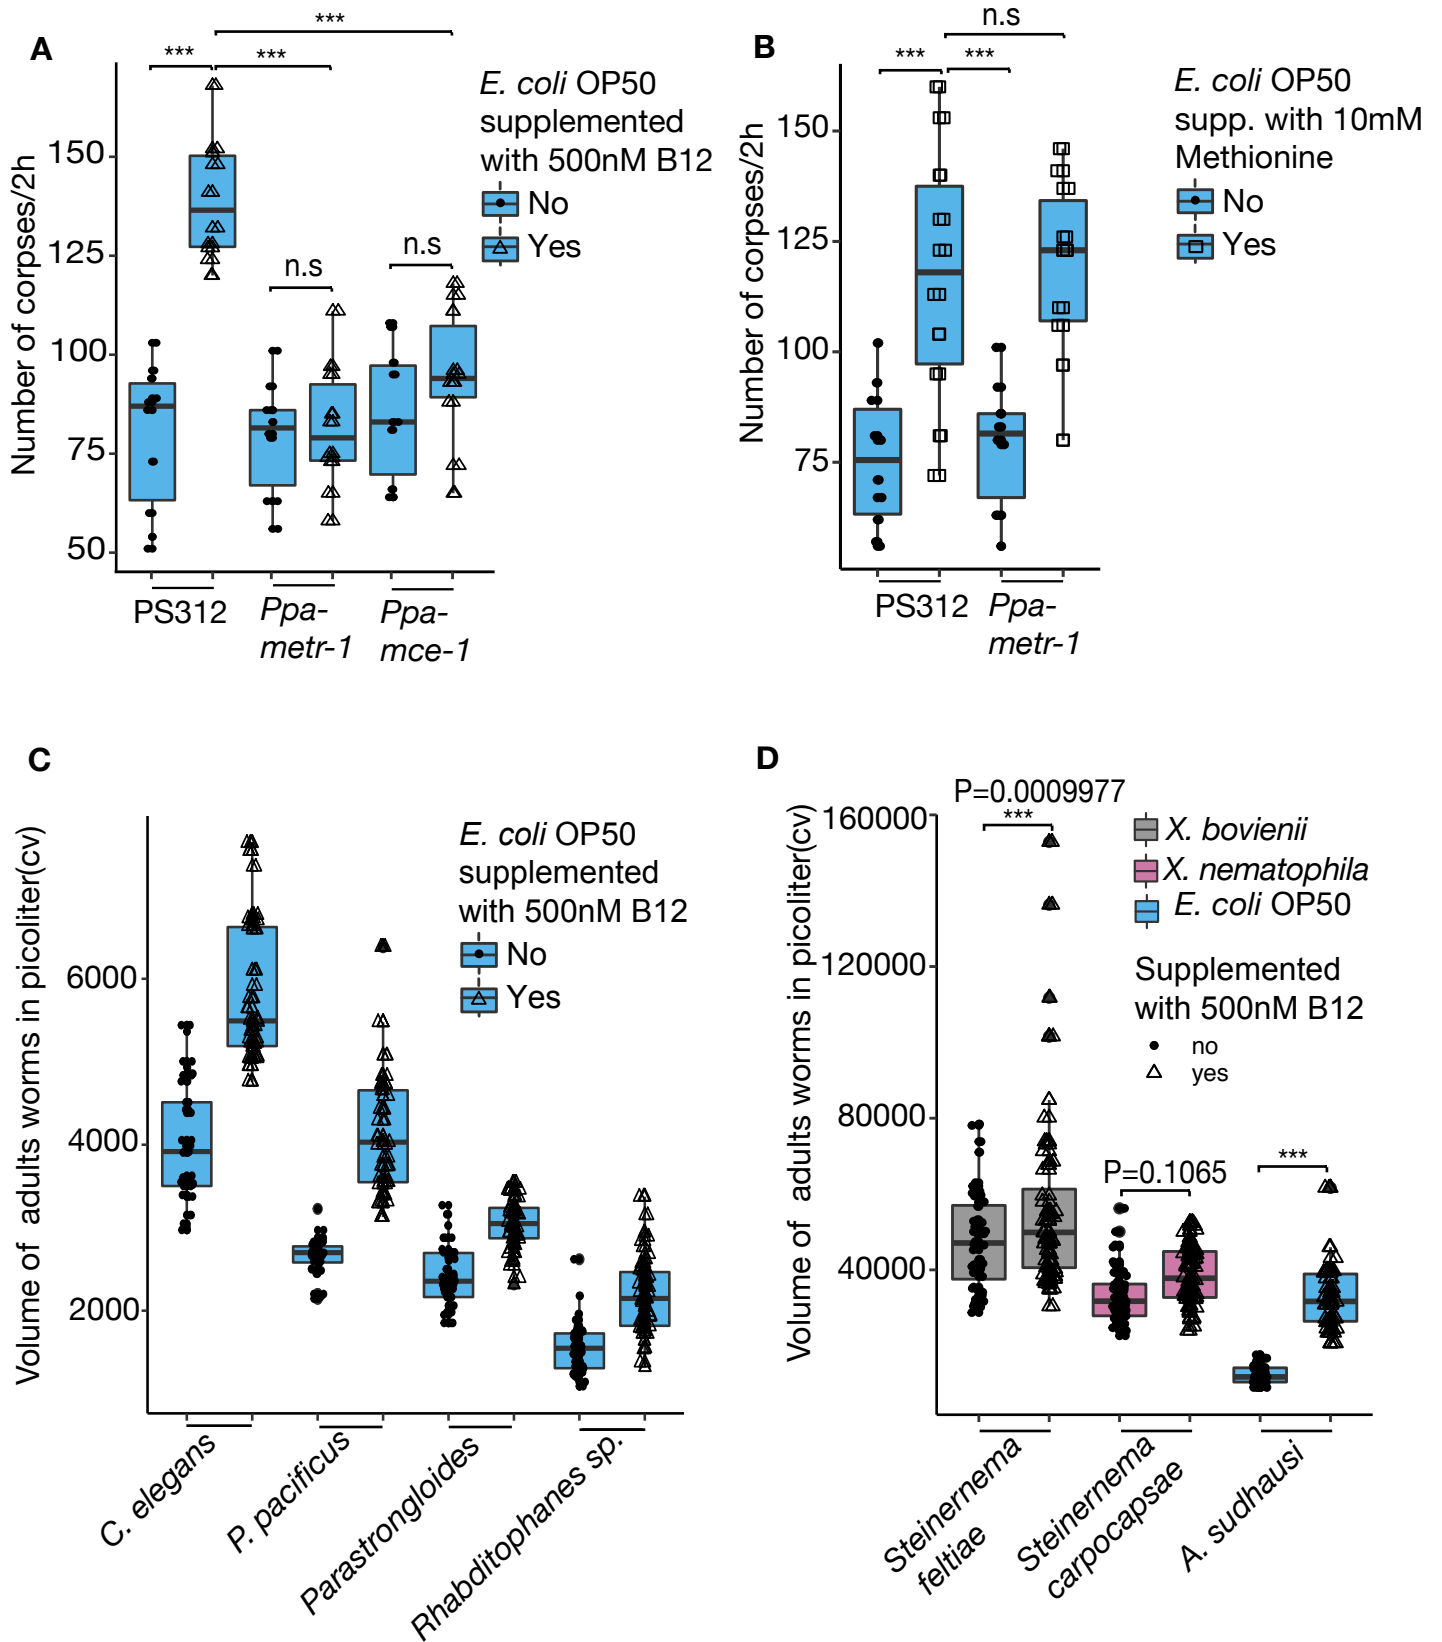 A
***
***
***
n.s
n.s
Number of corpses/2h
150
125
100
75
50
PS312
Ppa-
metr-1
Ppa-
mce-1
E. coli OP50
supplemented
with 500nM B12
No
Yes
B
n.s
***
***
Number of corpses/2h
150
125
100
75
PS312
Ppa-
metr-1
E. coli OP50
supp. with 10mM
Methionine
No
Yes
C
Volume of adults worms in picoliter(cv)
6000
4000
2000
C. elegans
P. pacificus
Parastrongloides
Rhabditophanes sp.
E. coli OP50
supplemented
with 500nM B12
No
Yes
D
P=0.0009977
***
P=0.1065
***
Volume of adults worms in picoliter(cv)
160000
120000
80000
40000
Steinernema
feltiae
Steinernema
carpocapsae
A. sudhausi
X. bovienii
X. nematophila
E. coli OP50
Supplemented
with 500nM B12
no
yes